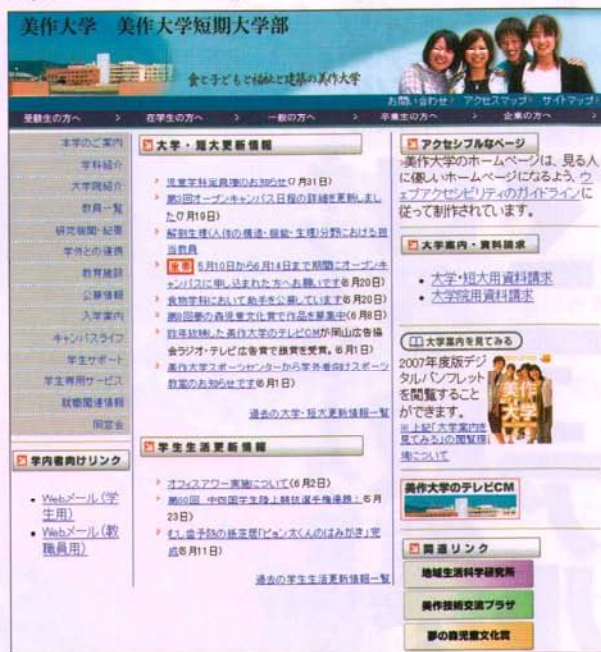 美作大学 美作大学短期大学部
食と子どもと福祉と建築の美作大学
お問い合わせ> アクセスマップ> サイトマップ>
受験生の方へ > 在学生の方へ > 一般の方へ > 卒業生の方へ > 企業の方へ >
本学のご案内
学科紹介
大学院紹介
教員一覧
研究機関・紀要
学外との連携
教育施設
公募情報
入学案内
キャンパスライフ
学生サポート
学生専用サービス
就職関連情報
同窓会
学内者向けリンク
Webメール(学
生用)
Webメール(教
職員用)
大学・短大更新情報
児童学科定員増のお知らせ(7月31日)
第3回オープンキャンパス日程の詳細を更新しまし
た(7月19日)
解剖生理(人体の構造・機能・生理)分野における担
当教員
重要 5月10日から6月14日まで期間にオープンキ
ャンパスに申し込まれた方へお願いです(6月20日)
食物学科において助手を公募しています(6月20日)
第8回夢の森児童文化賞で作品を募集中(6月8日)
昨年放映した美作大学のテレビCMが岡山広告協
会ラジオ・テレビ広告賞で銀賞を受賞。(6月1日)
美作大学スポーツセンターから学外者向けスポーツ
教室のお知らせです(6月1日)
過去の大学・短大更新情報一覧
学生生活更新情報
オフィスアワー実施について(6月2日)
第60回 中四国学生陸上競技選手権優勝!(5月
23日)
むし歯予防の紙芝居「ピョン太くんのはみがき」完
成(5月11日)
過去の学生生活更新情報一覧
アクセシブルなページ
美作大学のホームページは、見る人
に優しいホームページになるよう、ウ
ェブアクセシビリティのガイドラインに
従って制作されています。
大学案内・資料請求
大学・短大用資料請求
大学院用資料請求
大学案内を見てみる
2007年度版デジ
タルパンフレット
を閲覧すること
ができます。
※上記「大学案内を
見てみる」の閲覧環
境について
美作
大学
美作大学のテレビCM
関連リンク
地域生活科学研究所
美作技術交流プラザ
夢の森児童文化賞